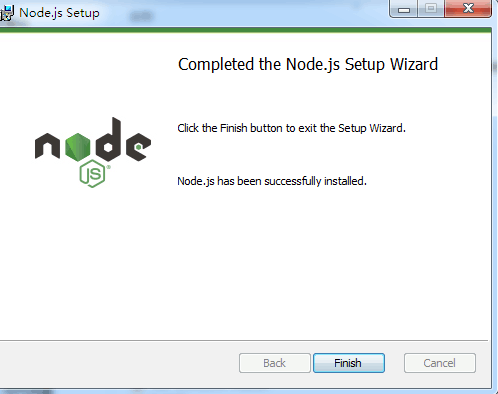 Node.js Setup
Completed the Node.js Setup Wizard
Click the Finish button to exit the Setup Wizard.
node
JS®
Node.js has been successfully installed.
Back
Finish
Cancel